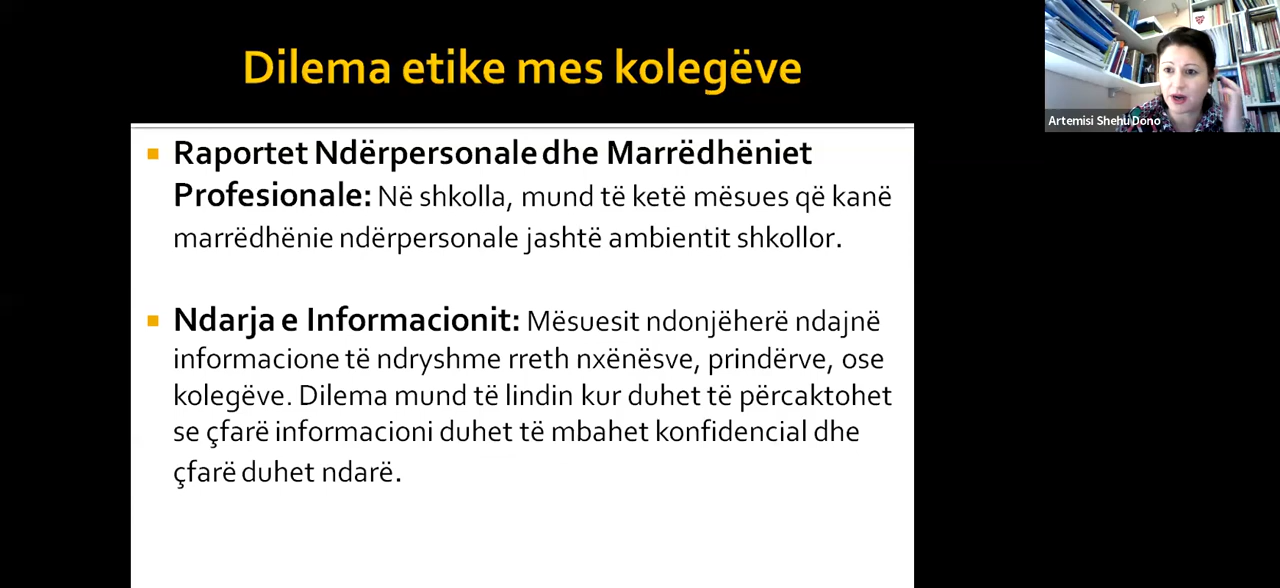 Dilema etike mes kolegëve
Artemisi Shehu Dono
Raportet Ndërpersonale dhe Marrëdhëniet
Profesionale: Në shkolla, mund të ketë mësues që kanë
marrëdhënie ndërpersonale jashtë ambientit shkollor.
Ndarja e Informacionit: Mësuesit ndonjëherë ndajnë
informacione të ndryshme rreth nxënësve, prindërve, ose
kolegëve. Dilema mund të lindin kur duhet të përcaktohet
se çfarë informacioni duhet të mbahet konfidencial dhe
çfarë duhet ndarë.